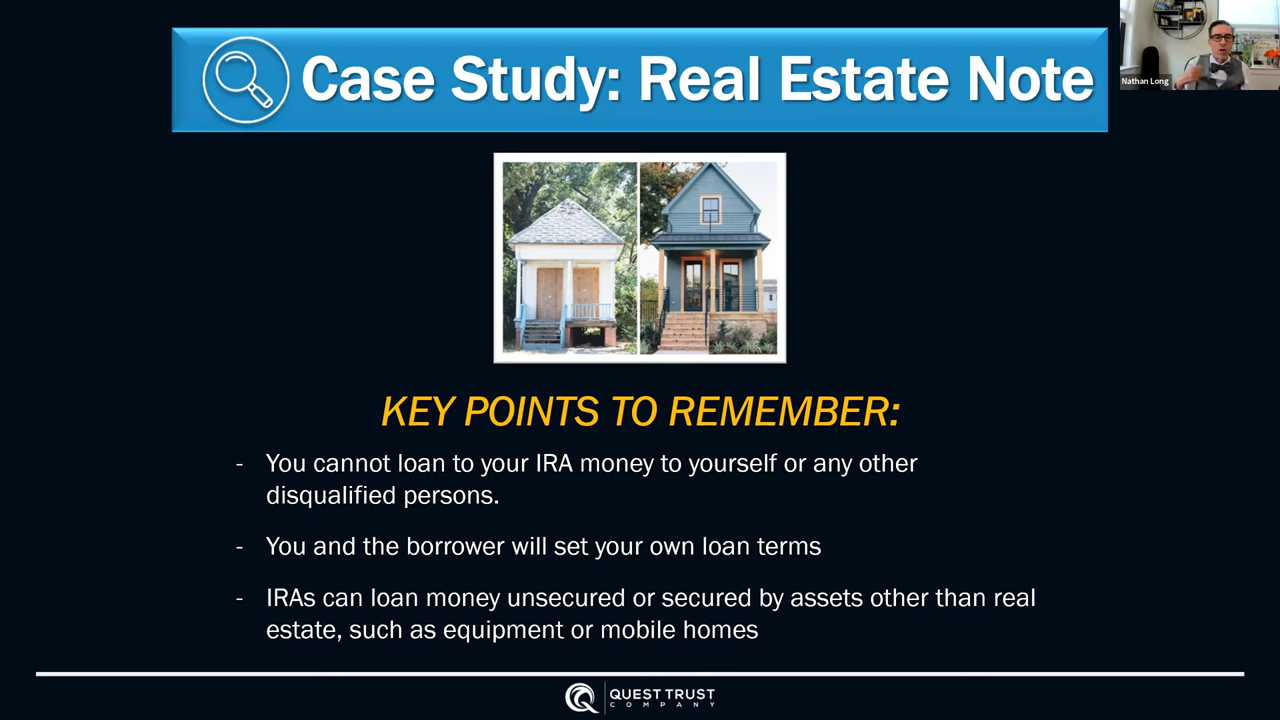 Case Study: Real Estate Note
Nathan Long
KEY POINTS TO REMEMBER:
- You cannot loan to your IRA money to yourself or any other
disqualified persons.
- You and the borrower will set your own loan terms
- IRAs can loan money unsecured or secured by assets other than real
estate, such as equipment or mobile homes
QUEST TRUST
COMPANY